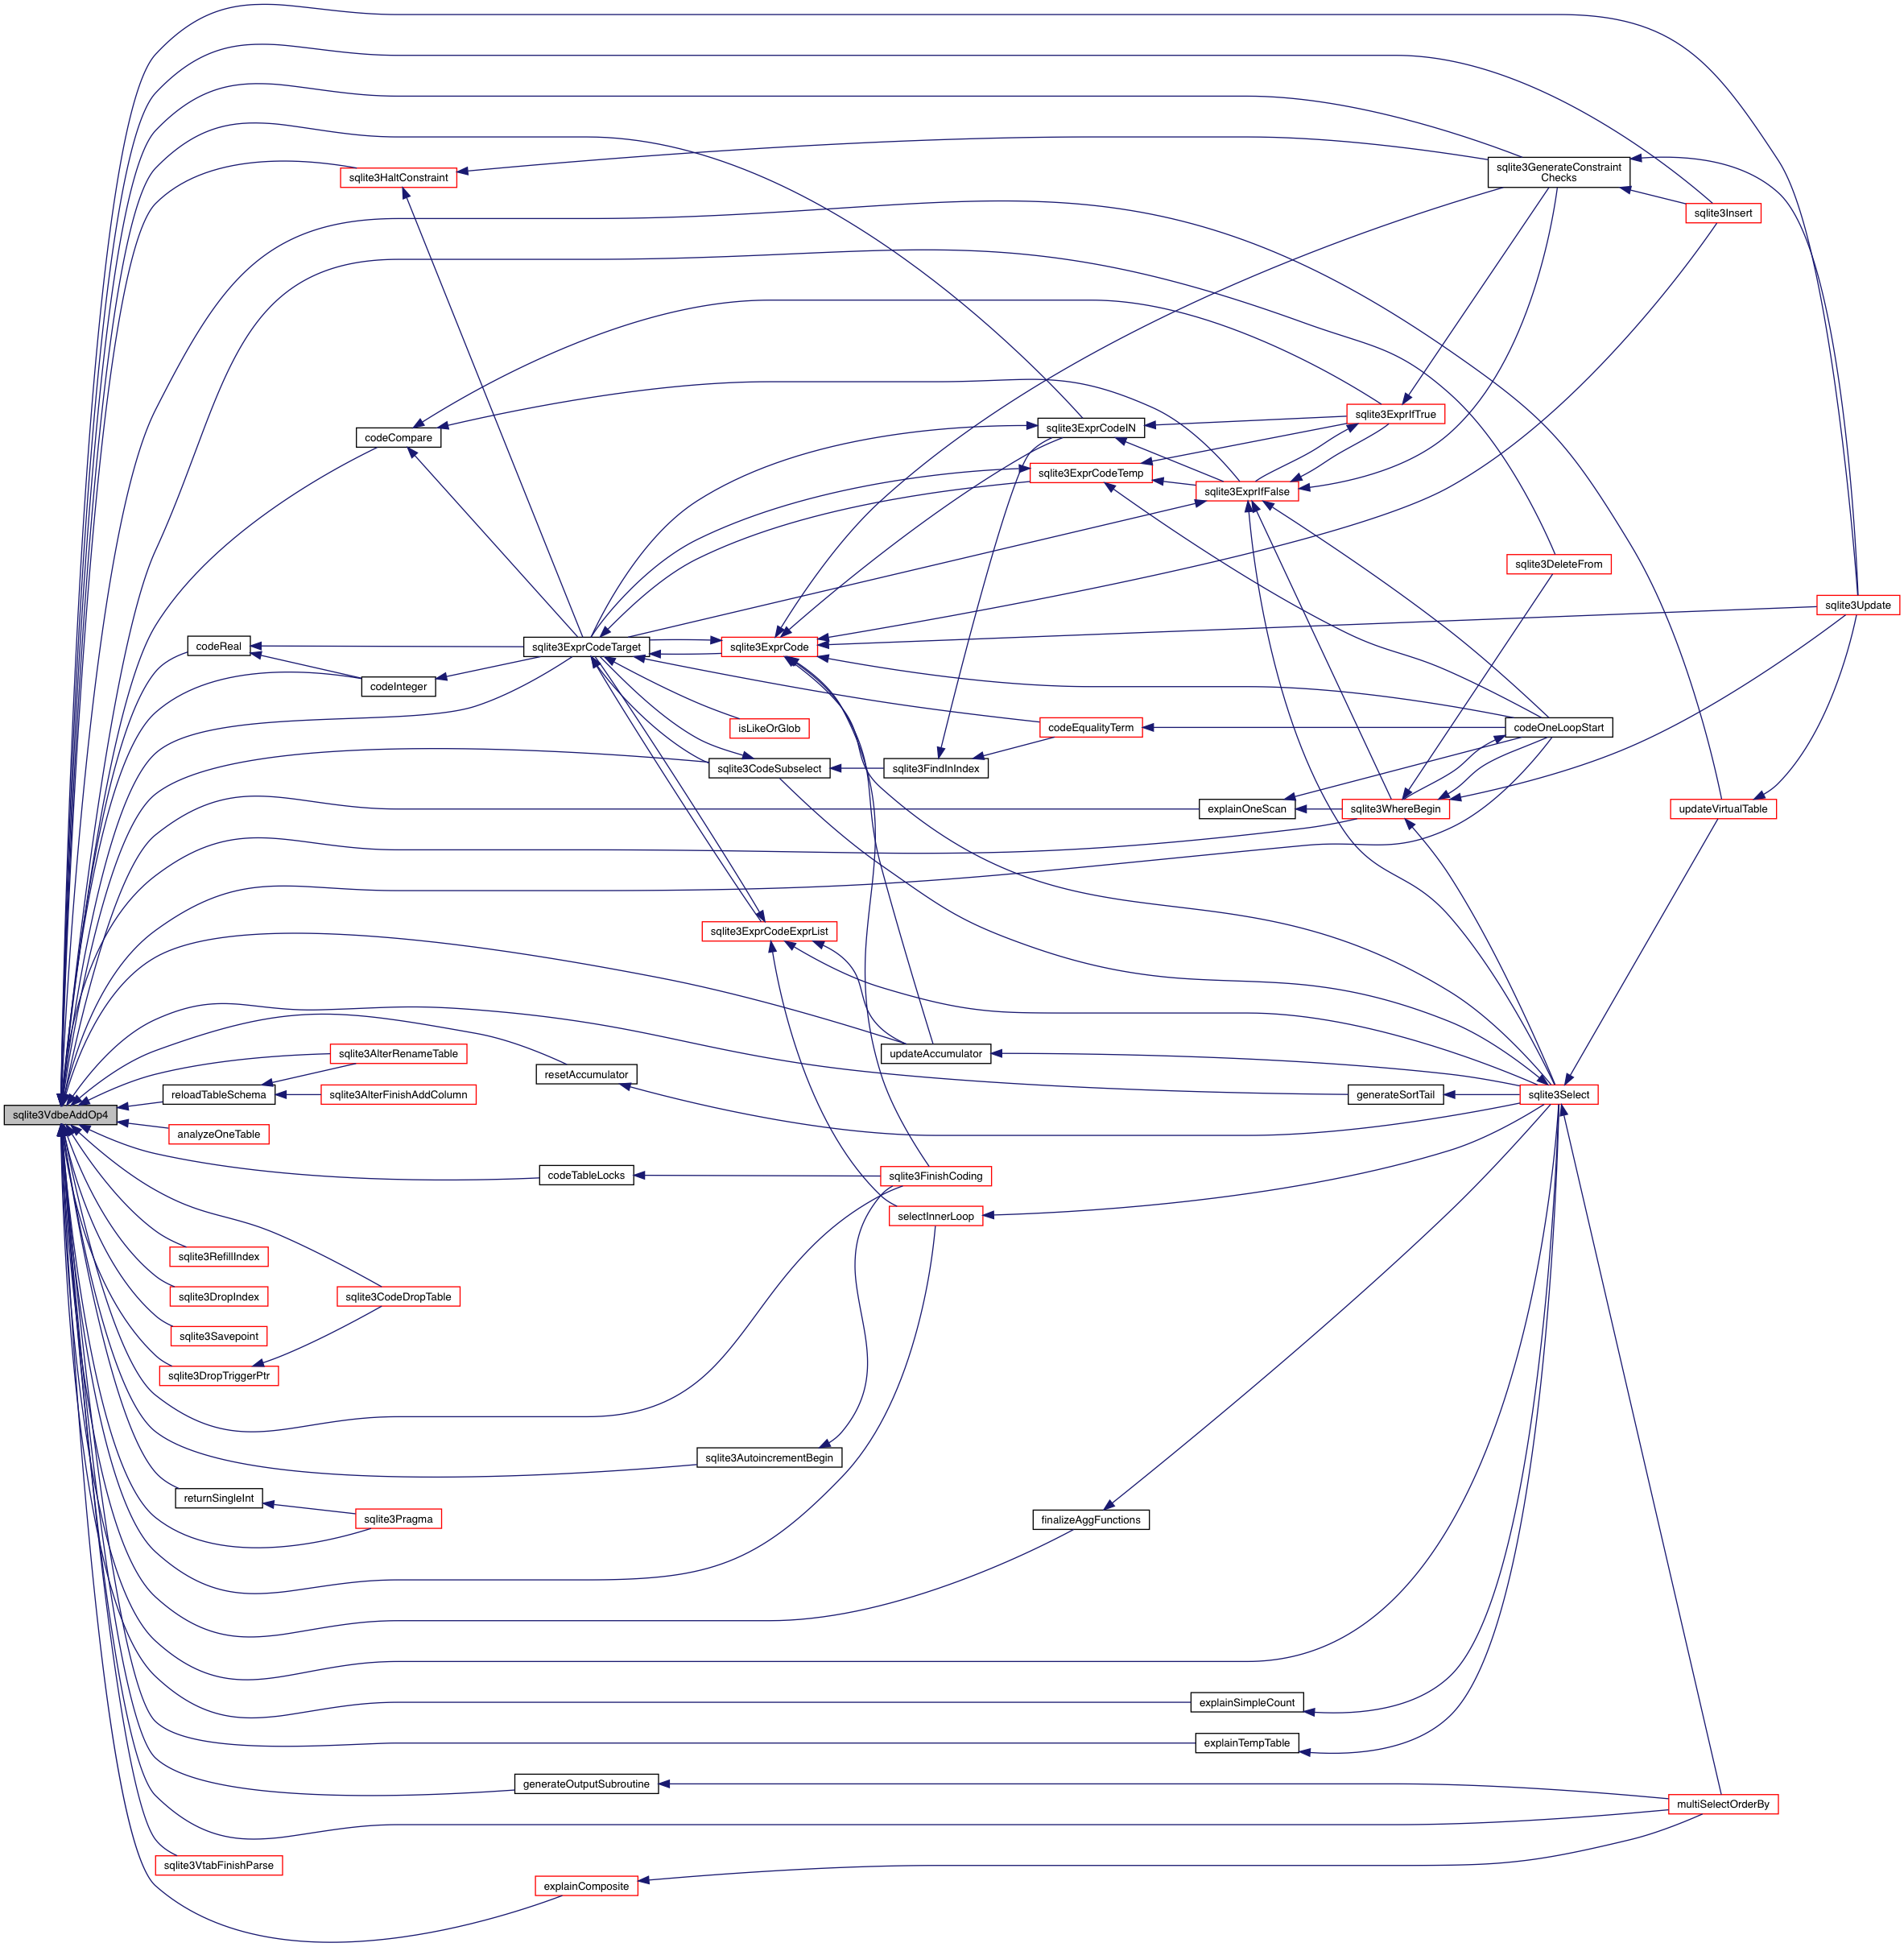 sqlite3HaltConstraint
sqlite3GenerateConstraint
Checks
sqlite3Insert
sqlite3ExprIfTrue
codeCompare
sqlite3ExprCodeIN
sqlite3ExprCodeTemp
sqlite3ExprIfFalse
sqlite3DeleteFrom
sqlite3Update
codeReal
sqlite3ExprCodeTarget
sqlite3ExprCode
codeInteger
isLikeOrGlob
codeEqualityTerm
codeOneLoopStart
sqlite3CodeSubselect
sqlite3FindInIndex
explainOneScan
sqlite3WhereBegin
updateVirtualTable
sqlite3ExprCodeExprList
sqlite3AlterRenameTable
updateAccumulator
resetAccumulator
reloadTableSchema
sqlite3AlterFinishAddColumn
generateSortTail
sqlite3Select
sqlite3VdbeAddOp4
analyzeOneTable
codeTableLocks
sqlite3FinishCoding
selectInnerLoop
sqlite3RefillIndex
sqlite3DropIndex
sqlite3CodeDropTable
sqlite3Savepoint
sqlite3DropTriggerPtr
sqlite3AutoincrementBegin
returnSingleInt
sqlite3Pragma
finalizeAggFunctions
explainSimpleCount
explainTempTable
generateOutputSubroutine
multiSelectOrderBy
sqlite3VtabFinishParse
explainComposite